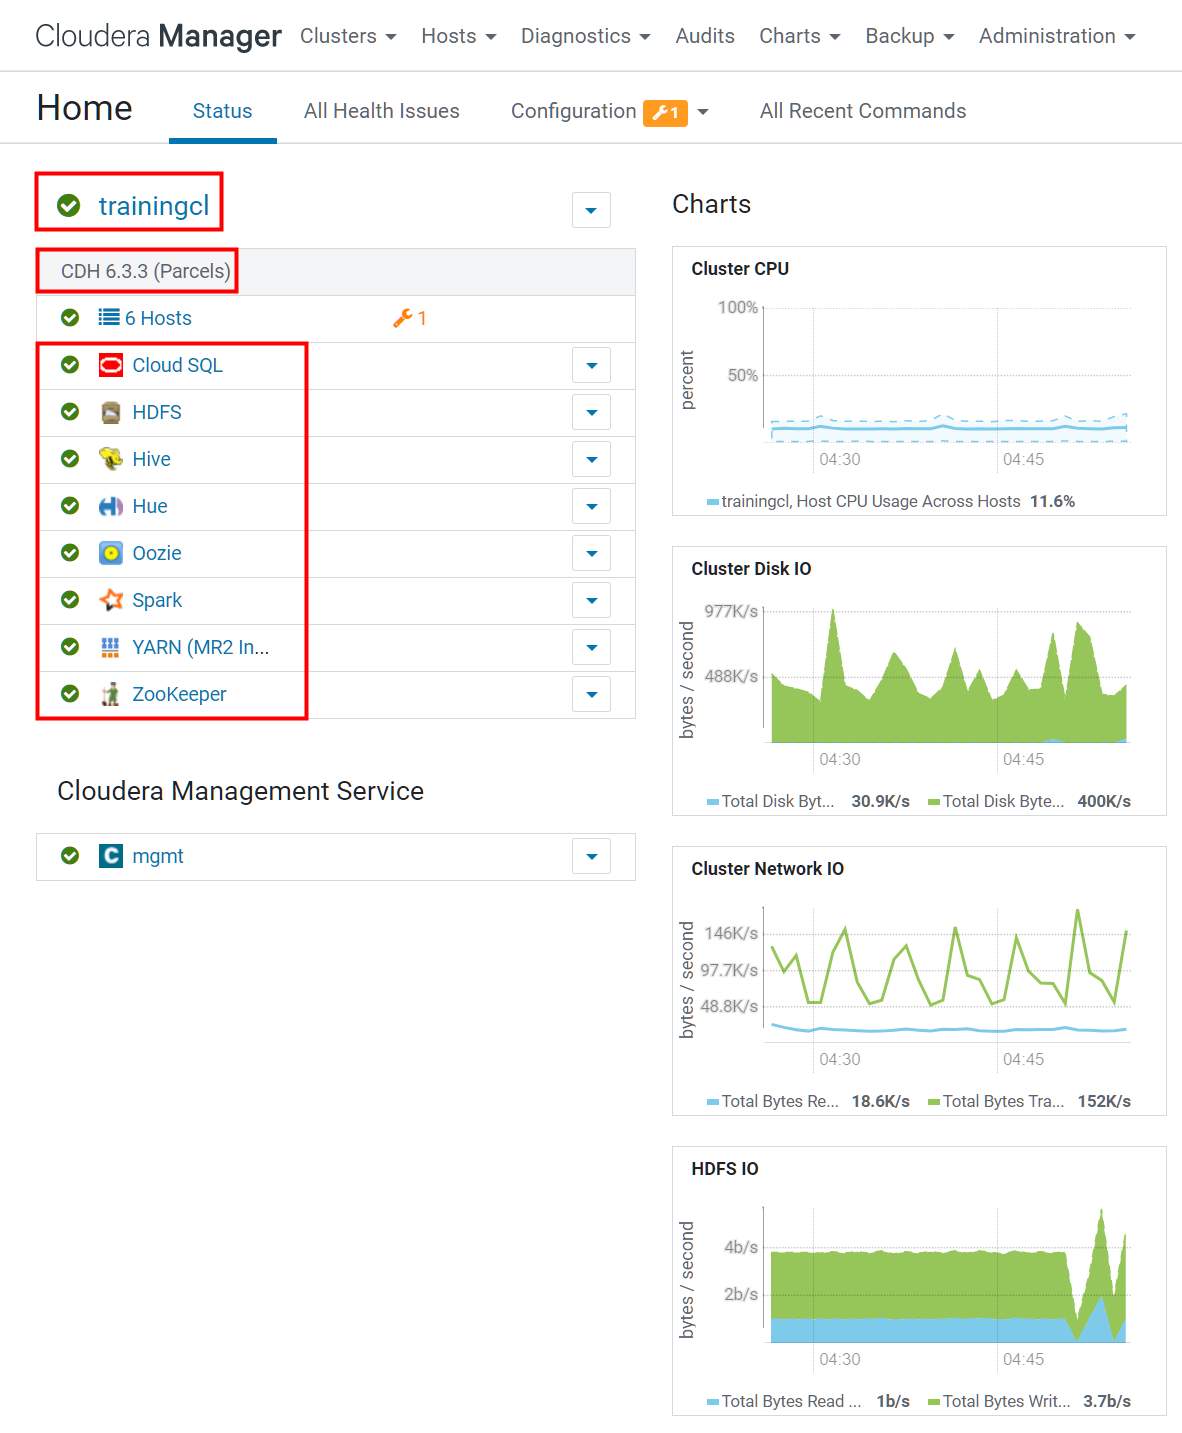 Cloudera Manager Clusters Hosts Diagnostics Audits Charts Backup Administration
Home Status All Health Issues Configuration 1 All Recent Commands
trainingcl
CDH 6.3.3 (Parcels)
6 Hosts 1
Cloud SQL
HDFS
Hive
Hue
Oozie
Spark
YARN (MR2 In...
ZooKeeper
Cloudera Management Service
C mgmt
Charts
Cluster CPU
percent
100%
50%
04:30 04:45
trainingcl, Host CPU Usage Across Hosts 11.6%
Cluster Disk IO
bytes / second
977K/s
488K/s
04:30 04:45
Total Disk Byt... 30.9K/s Total Disk Byte... 400K/s
Cluster Network IO
bytes / second
146K/s
97.7K/s
48.8K/s
04:30 04:45
Total Bytes Re... 18.6K/s Total Bytes Tra... 152K/s
HDFS IO
bytes / second
4b/s
2b/s
04:30 04:45
Total Bytes Read ... 1b/s Total Bytes Writ... 3.7b/s